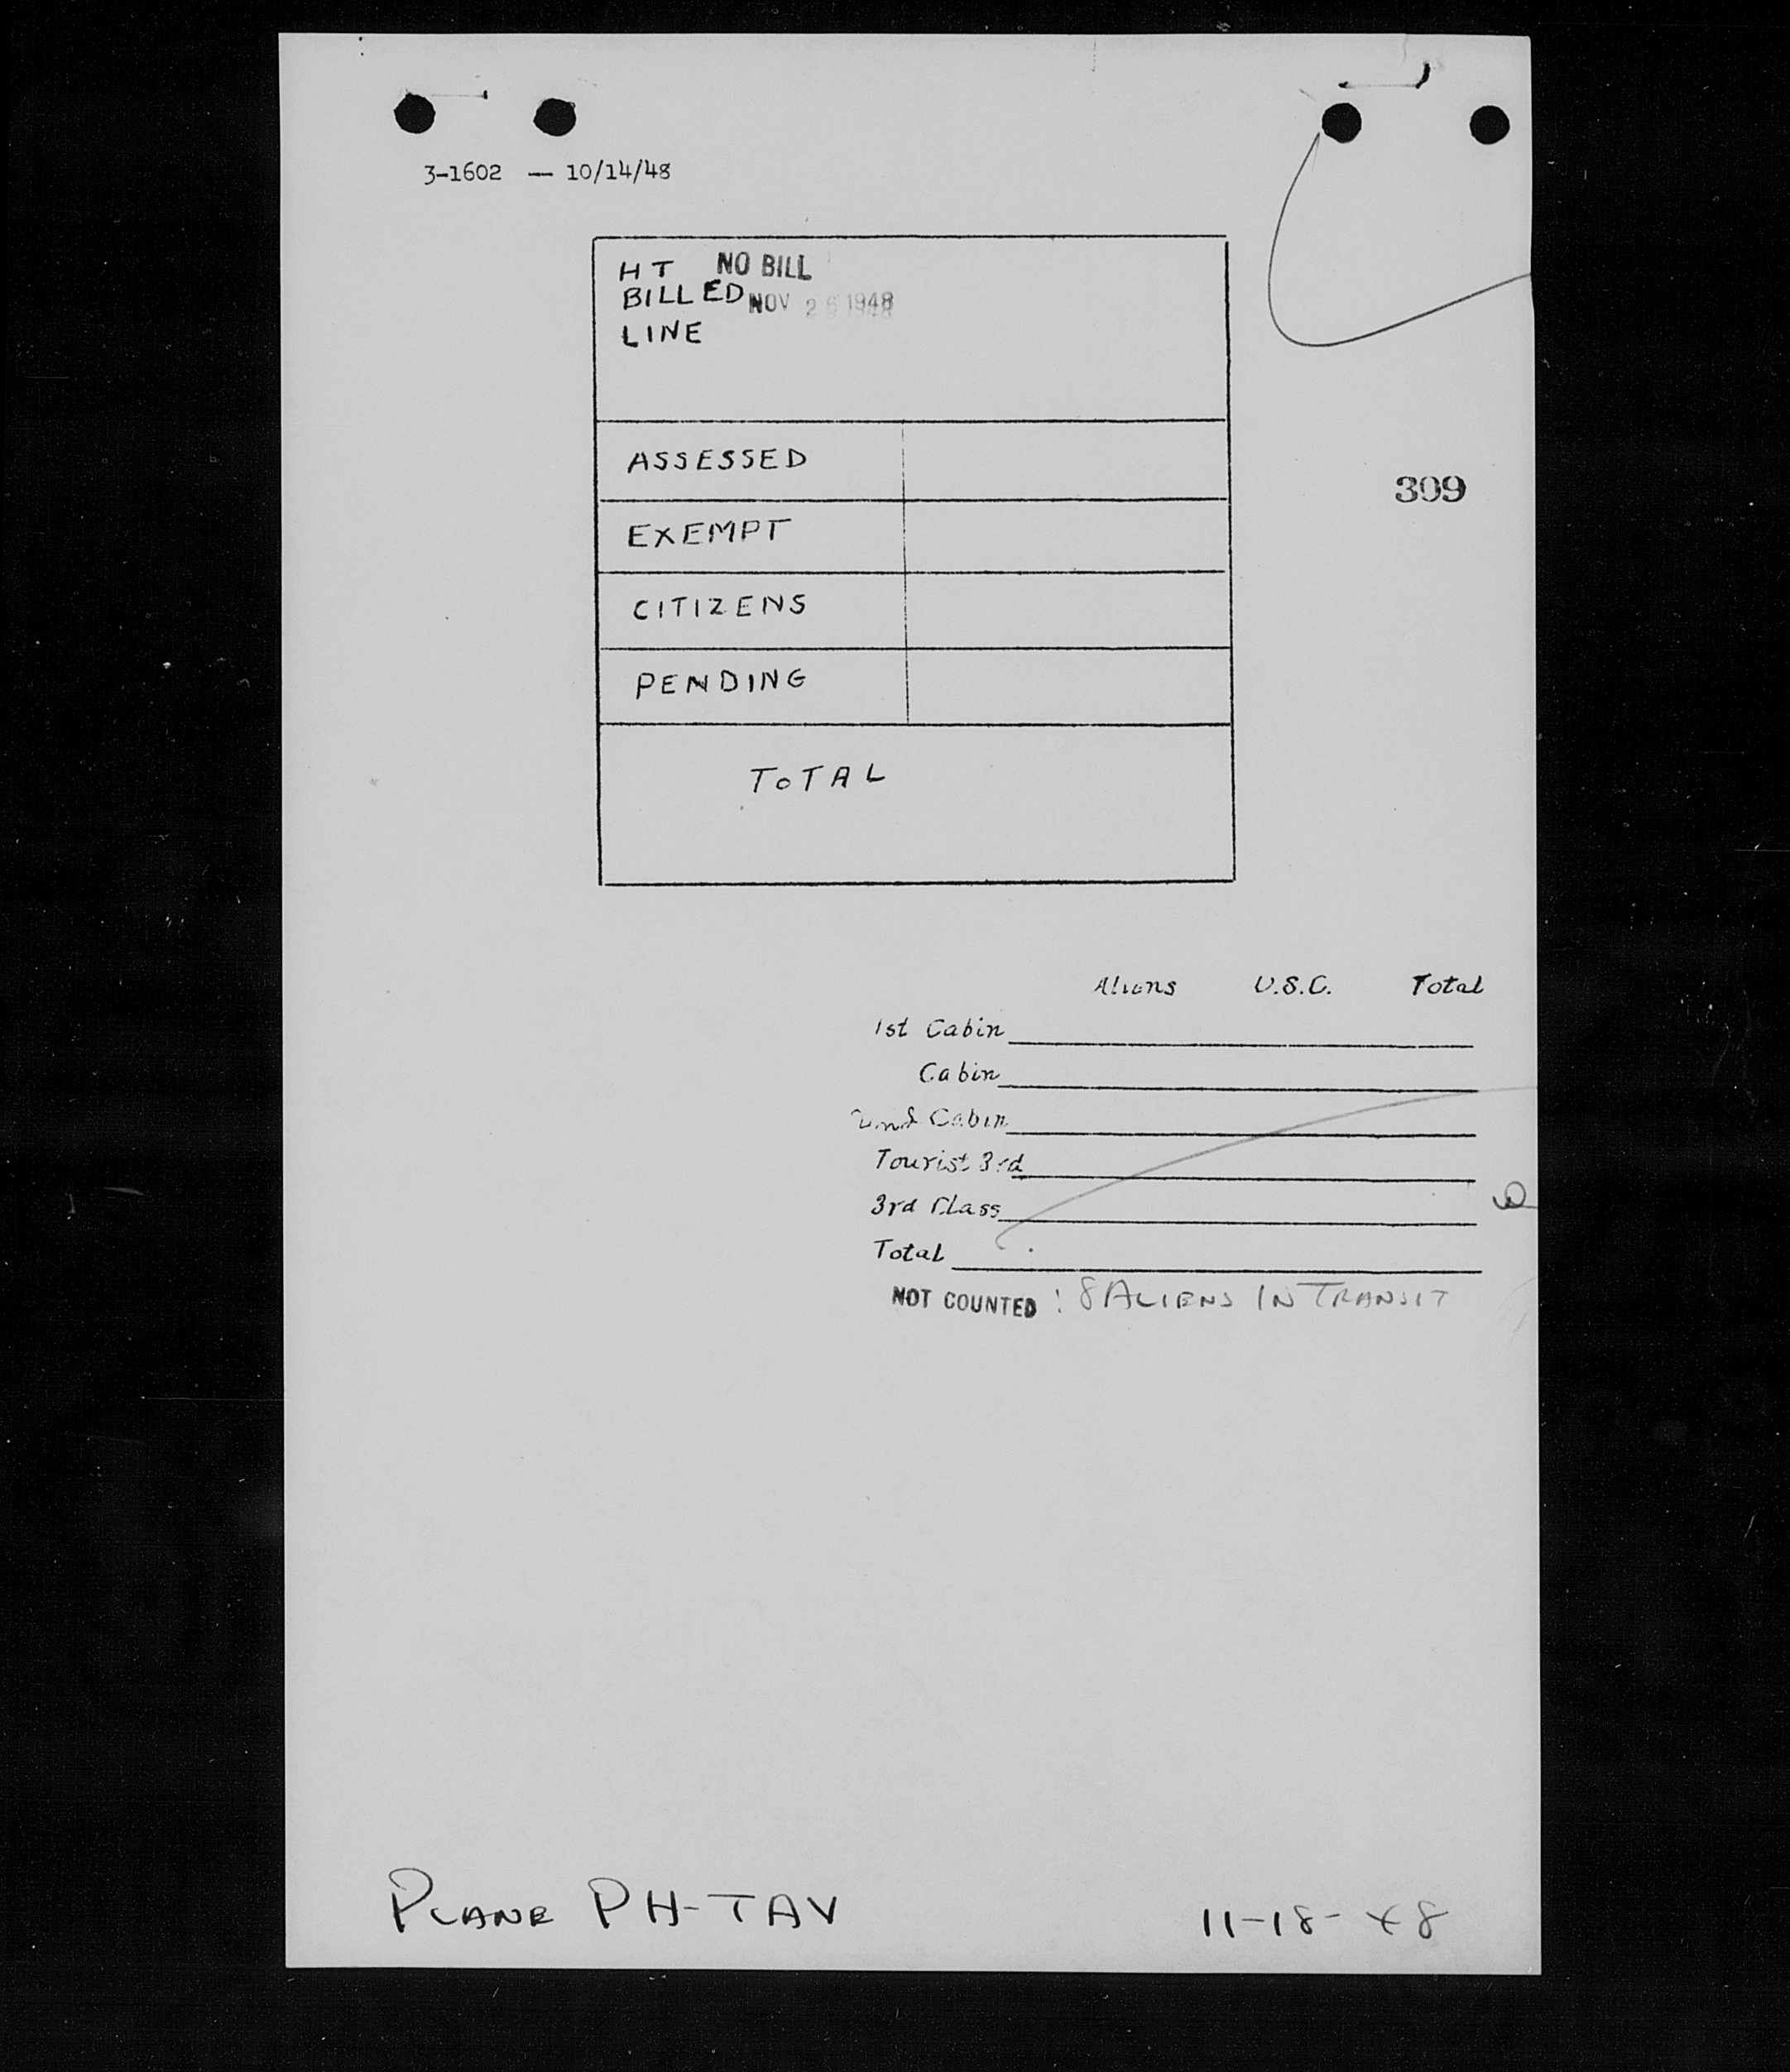 3-1602 — 10/14/48
HT NO BILL
BILLED NOV 26 1948
LINE
ASSESSED
309
EXEMPT
CITIZENS
PENDING
TOTAL
Aliens U.S.C. Total
1st Cabin
Cabin
2nd Cabin
Tourist 3rd
3rd Class
Total
NOT COUNTED : 8 ALIENS IN TRANSIT
PLANE PH-TAV 11-18-48